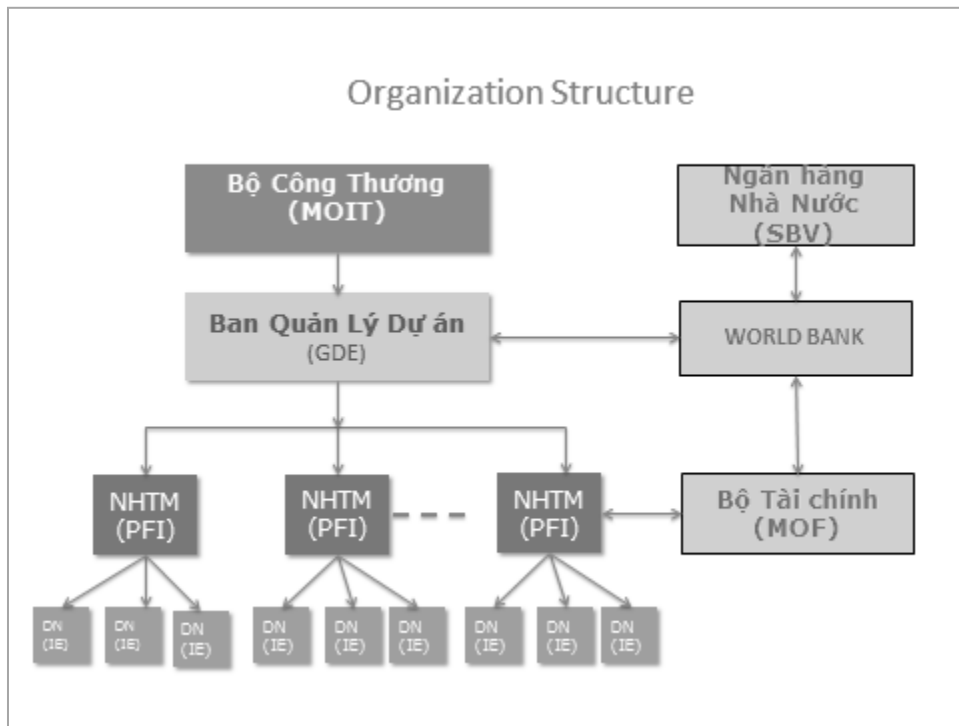 Organization Structure
Bộ Công Thương
(MOIT)
Ngân hàng
Nhà Nước
(SBV)
Ban Quản Lý Dự án
(GDE)
WORLD BANK
NHTM
(PFI)
NHTM
(PFI)
NHTM
(PFI)
Bộ Tài chính
(MOF)
DN
(IE)
DN
(IE)
DN
(IE)
DN
(IE)
DN
(IE)
DN
(IE)
DN
(IE)
DN
(IE)
DN
(IE)